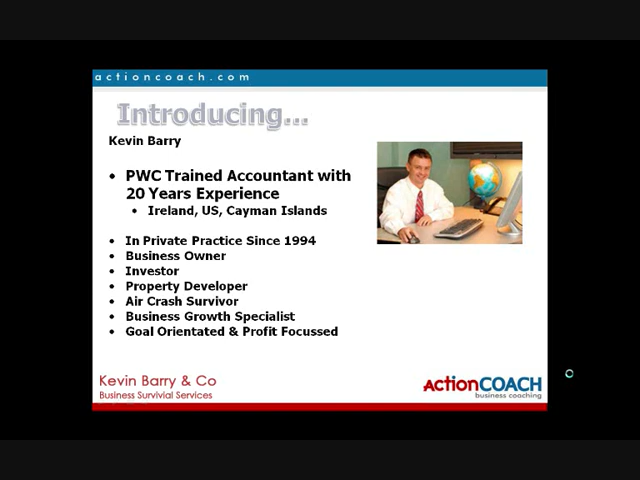 actioncoach.com
Introducing...
Kevin Barry
• PWC Trained Accountant with
20 Years Experience
• Ireland, US, Cayman Islands
• In Private Practice Since 1994
• Business Owner
• Investor
• Property Developer
• Air Crash Survivor
• Business Growth Specialist
• Goal Orientated & Profit Focussed
Kevin Barry & Co
Business Survivial Services
ACTIONCOACH
business coaching